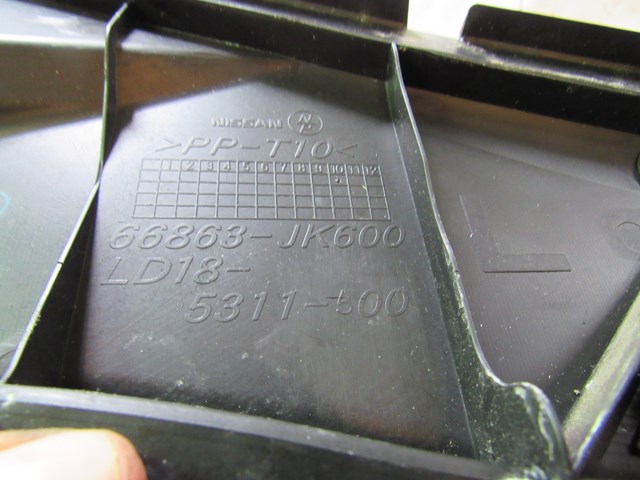 NISSAN
>PP-T10<
1 2 3 4 5 6 7 8 9 10 11 12
66863-JK600
LD18-
5311-500
L